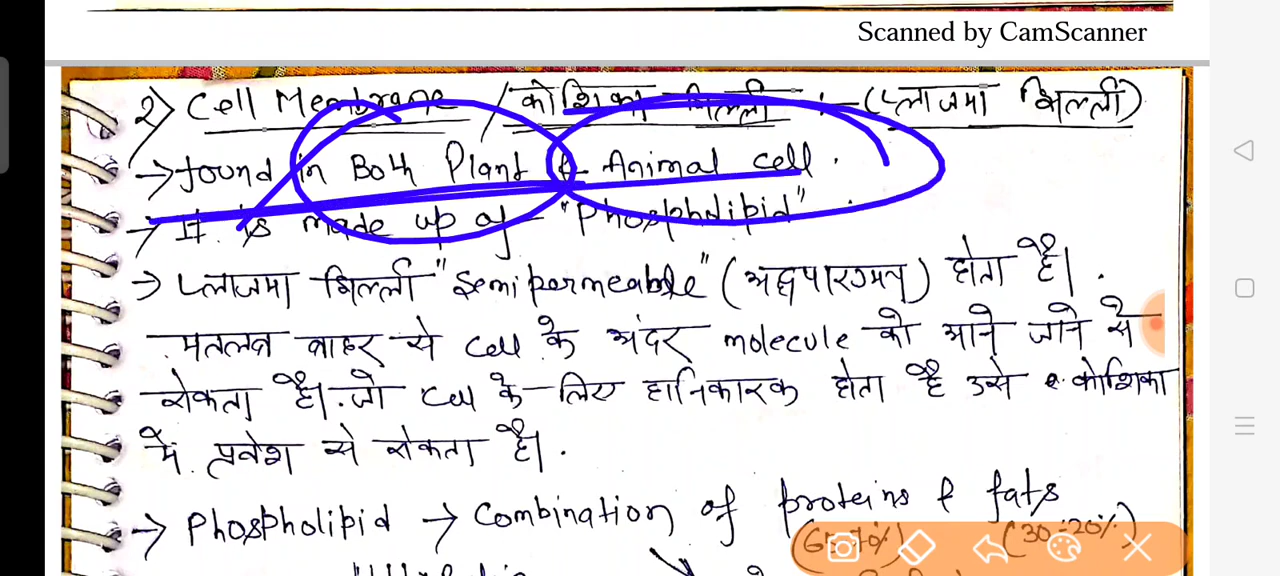 Scanned by CamScanner
2) Cell Membrane / कोशिका झिल्ली :- (प्लाजमा झिल्ली)
→ found in Both Plant & Animal cell.
→ It is made up of - "Phospholipid".
→ प्लाजमा झिल्ली "Semipermeable" (अर्द्धपारगम्य) होता है।
मतलब बाहर से Cell के अंदर molecule को आने जाने से
रोकता है। जो Cell के लिए हानिकारक होता है उसे कोशिका
में प्रवेश से रोकता है।
→ Phospholipid → Combination of proteins & fats
(30-20%)